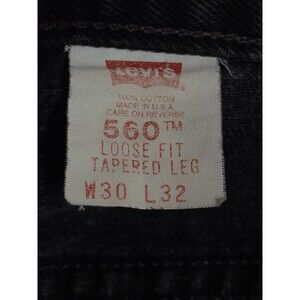 LEVI'S
100% COTTON
MADE IN U.S.A.
CARE ON REVERSE
560™
LOOSE FIT
TAPERED LEG
W30 L32